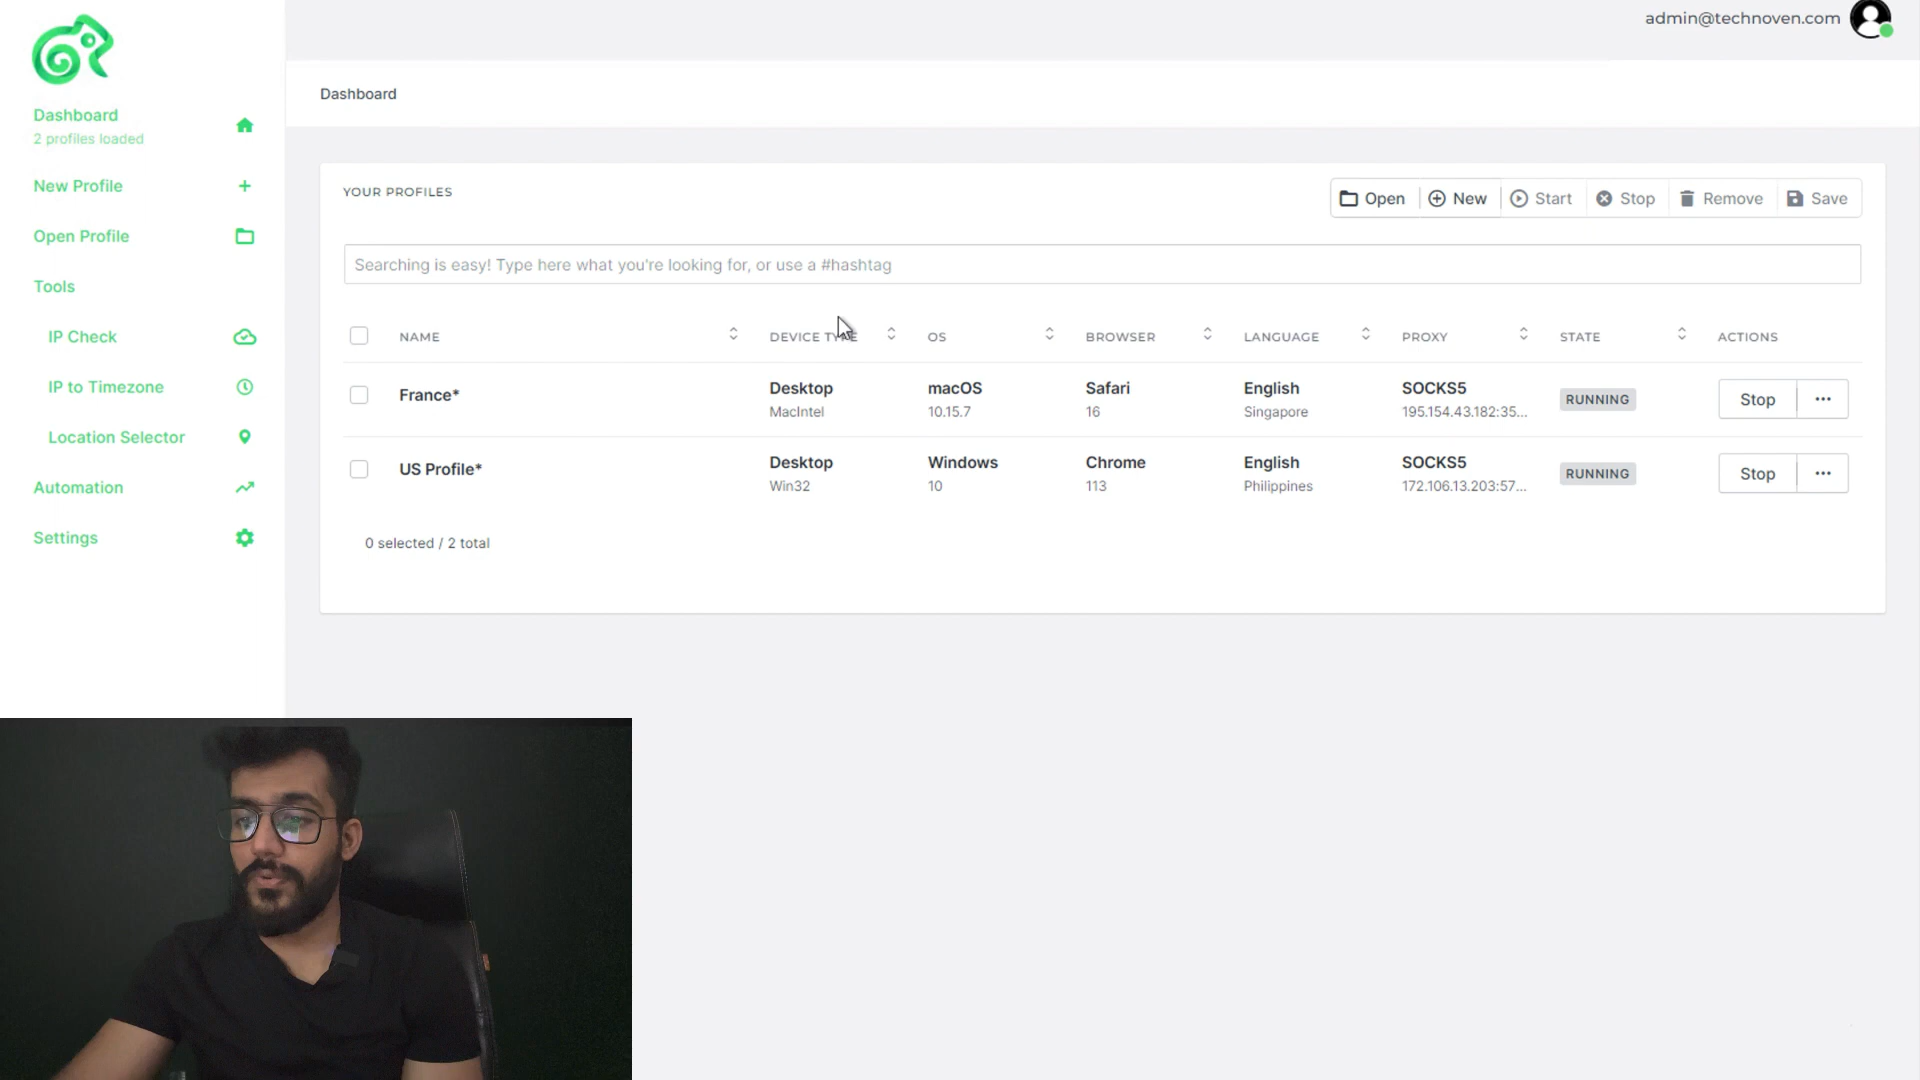 admin@technoven.com
Dashboard
2 profiles loaded
New Profile
Open Profile
Tools
IP Check
IP to Timezone
Location Selector
Automation
Settings
Dashboard
YOUR PROFILES
Open New Start Stop Remove Save
Searching is easy! Type here what you're looking for, or use a #hashtag
NAME DEVICE TYPE OS BROWSER LANGUAGE PROXY STATE ACTIONS
France* Desktop macOS Safari English SOCKS5 RUNNING Stop ...
MacIntel 10.15.7 16 Singapore 195.154.43.182:35...
US Profile* Desktop Windows Chrome English SOCKS5 RUNNING Stop ...
Win32 10 113 Philippines 172.106.13.203:57...
0 selected / 2 total